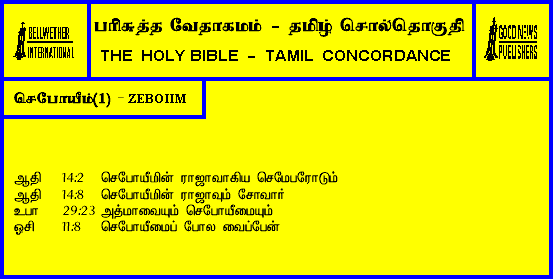 BELLWETHER
INTERNATIONAL
பரிசுத்த வேதாகமம் - தமிழ் சொல்தொகுதி
THE HOLY BIBLE - TAMIL CONCORDANCE
GOOD NEWS
PUBLISHERS
செபோயீம்(1) - ZEBOIIM
ஆதி 14:2 செபோயீமின் ராஜாவாகிய செமேபரோடும்
ஆதி 14:8 செபோயீமின் ராஜாவும் சோவார்
உபா 29:23 அத்மாவையும் செபோயீமையும்
ஓசி 11:8 செபோயீமைப் போல வைப்பேன்